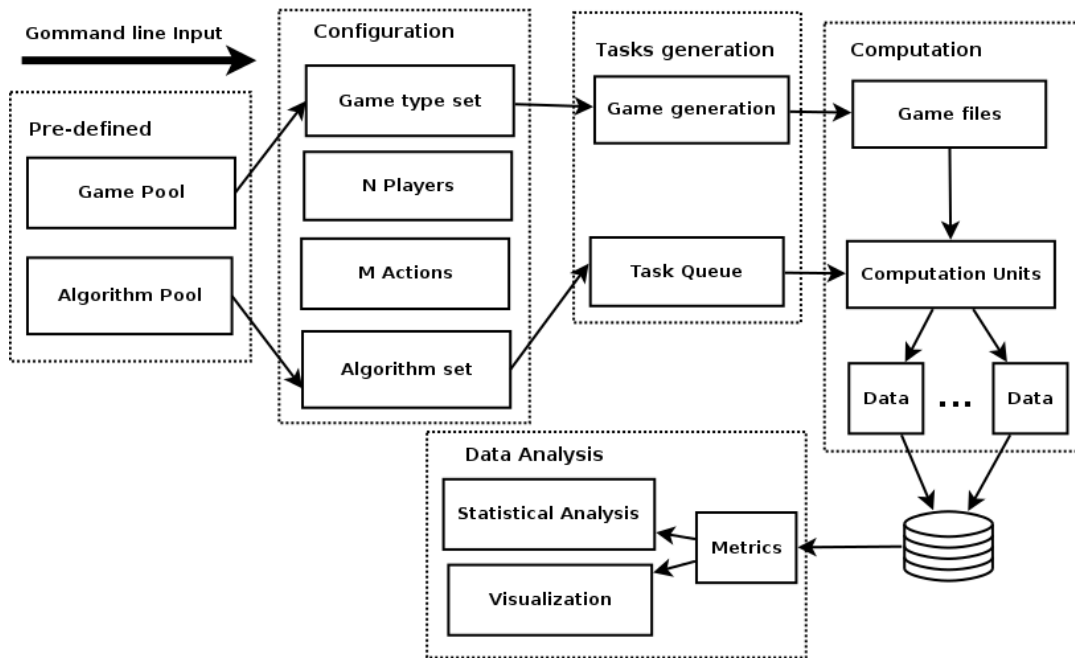 Gommand line Input
Pre-defined
Game Pool
Algorithm Pool
Configuration
Game type set
N Players
M Actions
Algorithm set
Tasks generation
Game generation
Task Queue
Computation
Game files
Computation Units
Data
...
Data
Data Analysis
Statistical Analysis
Metrics
Visualization